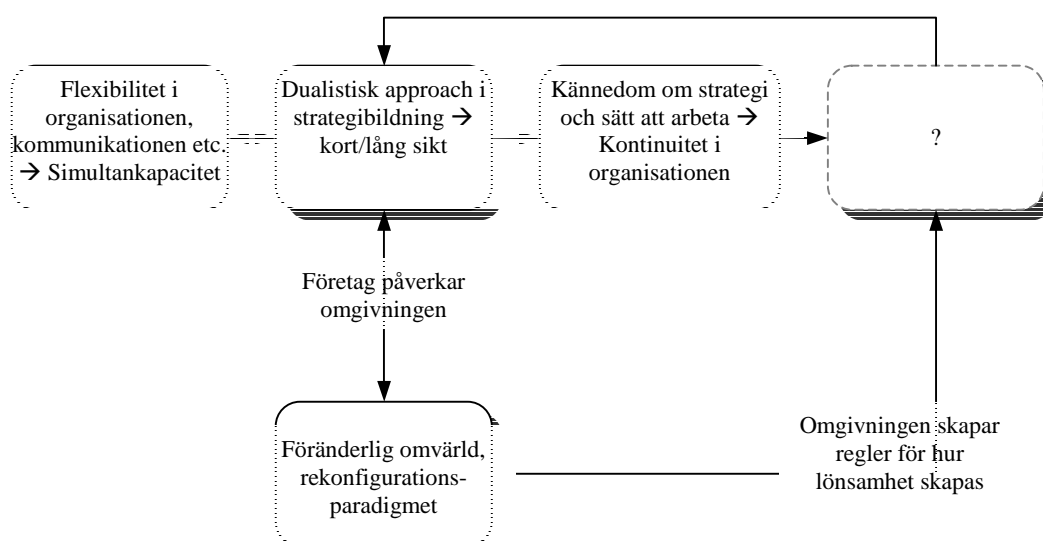 Flexibilitet i
organisationen,
kommunikationen etc.
→ Simultankapacitet
Dualistisk approach i
strategibildning →
kort/lång sikt
Kännedom om strategi
och sätt att arbeta →
Kontinuitet i
organisationen
?
Företag påverkar
omgivningen
Föränderlig omvärld,
rekonfigurations-
paradigmet
Omgivningen skapar
regler för hur
lönsamhet skapas